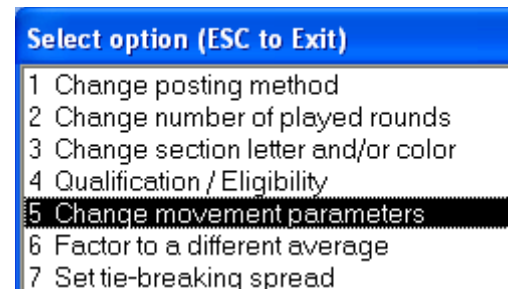 Select option (ESC to Exit)
1 Change posting method
2 Change number of played rounds
3 Change section letter and/or color
4 Qualification / Eligibility
5 Change movement parameters
6 Factor to a different average
7 Set tie-breaking spread